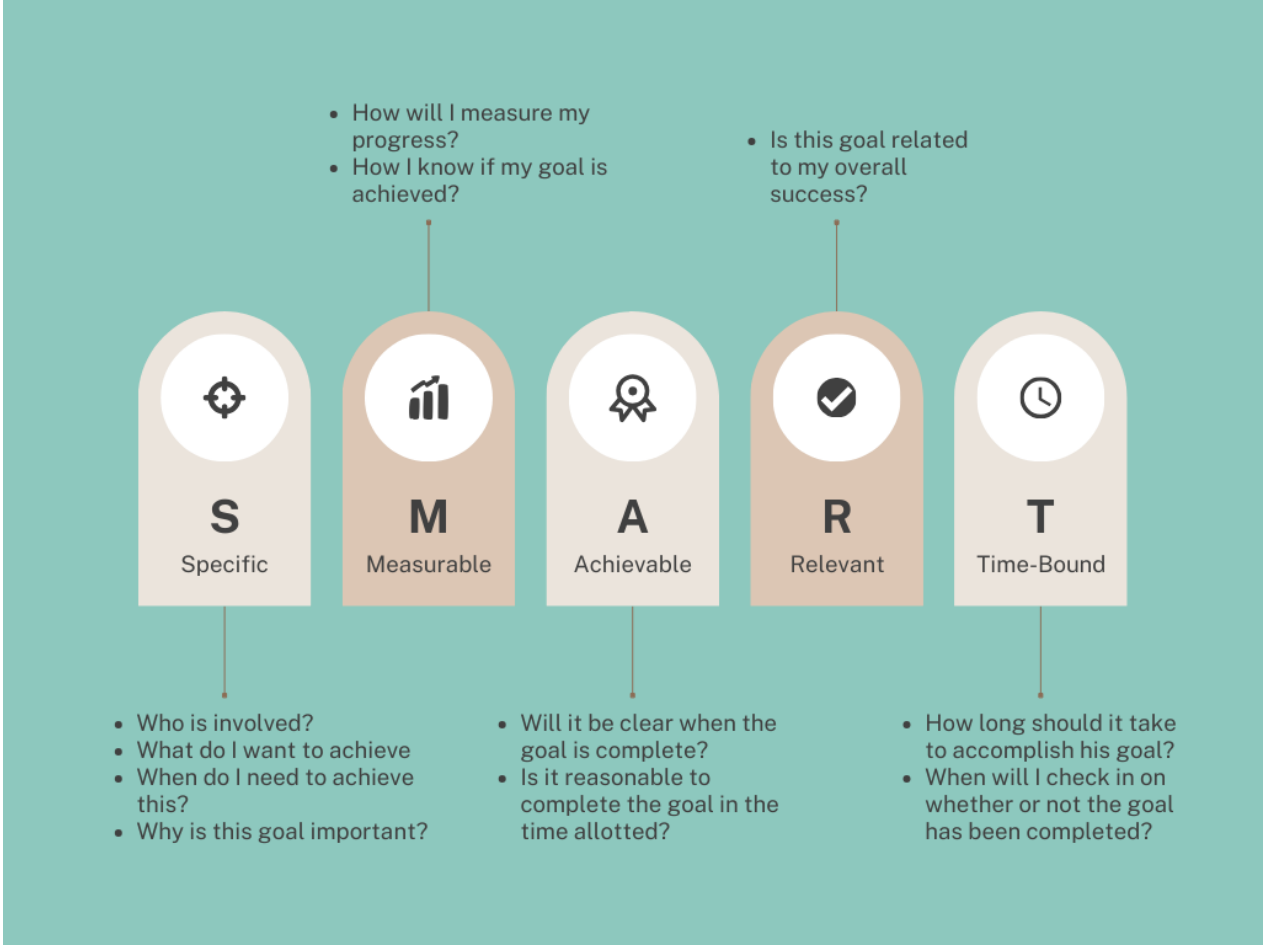 • How will I measure my
progress?
• How I know if my goal is
achieved?
• Is this goal related
to my overall
success?
S
Specific
M
Measurable
A
Achievable
R
Relevant
T
Time-Bound
• Who is involved?
• What do I want to achieve
• When do I need to achieve
this?
• Why is this goal important?
• Will it be clear when the
goal is complete?
• Is it reasonable to
complete the goal in the
time allotted?
• How long should it take
to accomplish his goal?
• When will I check in on
whether or not the goal
has been completed?